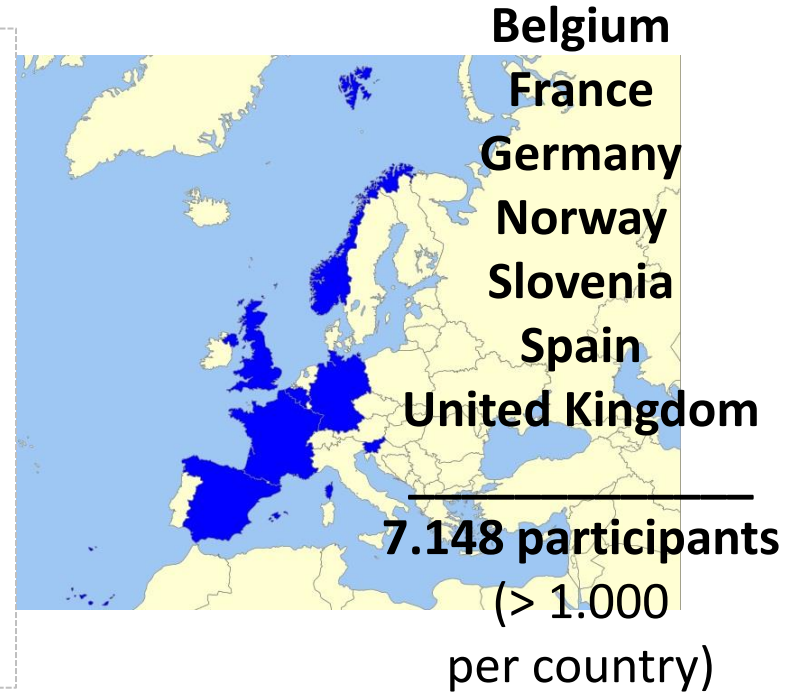 Belgium
France
Germany
Norway
Slovenia
Spain
United Kingdom
7.148 participants
(> 1.000
per country)